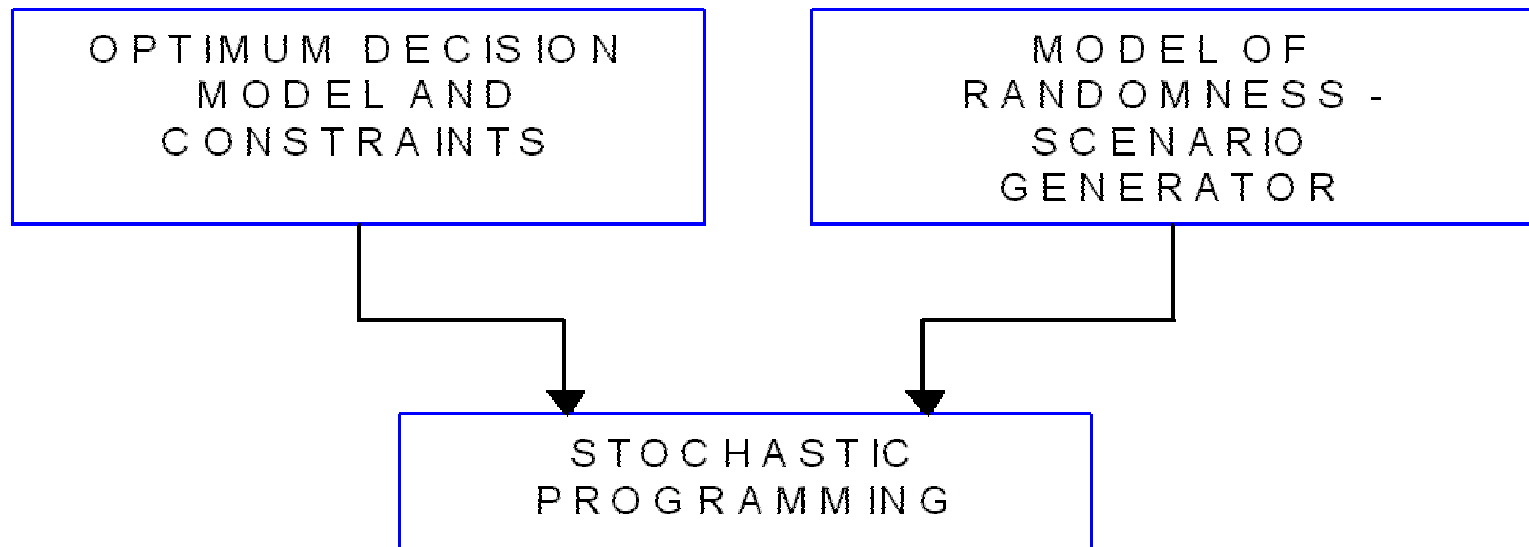 OPTIMUM DECISION
MODEL AND
CONSTRAINTS
MODEL OF
RANDOMNESS -
SCENARIO
GENERATOR
STOCHASTIC
PROGRAMMING